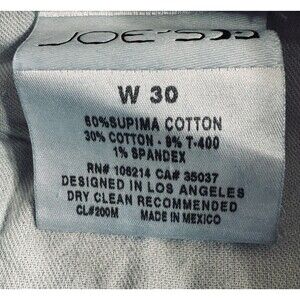 JOE'S
W 30
60%SUPIMA COTTON
30% COTTON - 9% T-400
1% SPANDEX
RN# 106214 CA# 35037
DESIGNED IN LOS ANGELES
DRY CLEAN RECOMMENDED
CL#200M MADE IN MEXICO